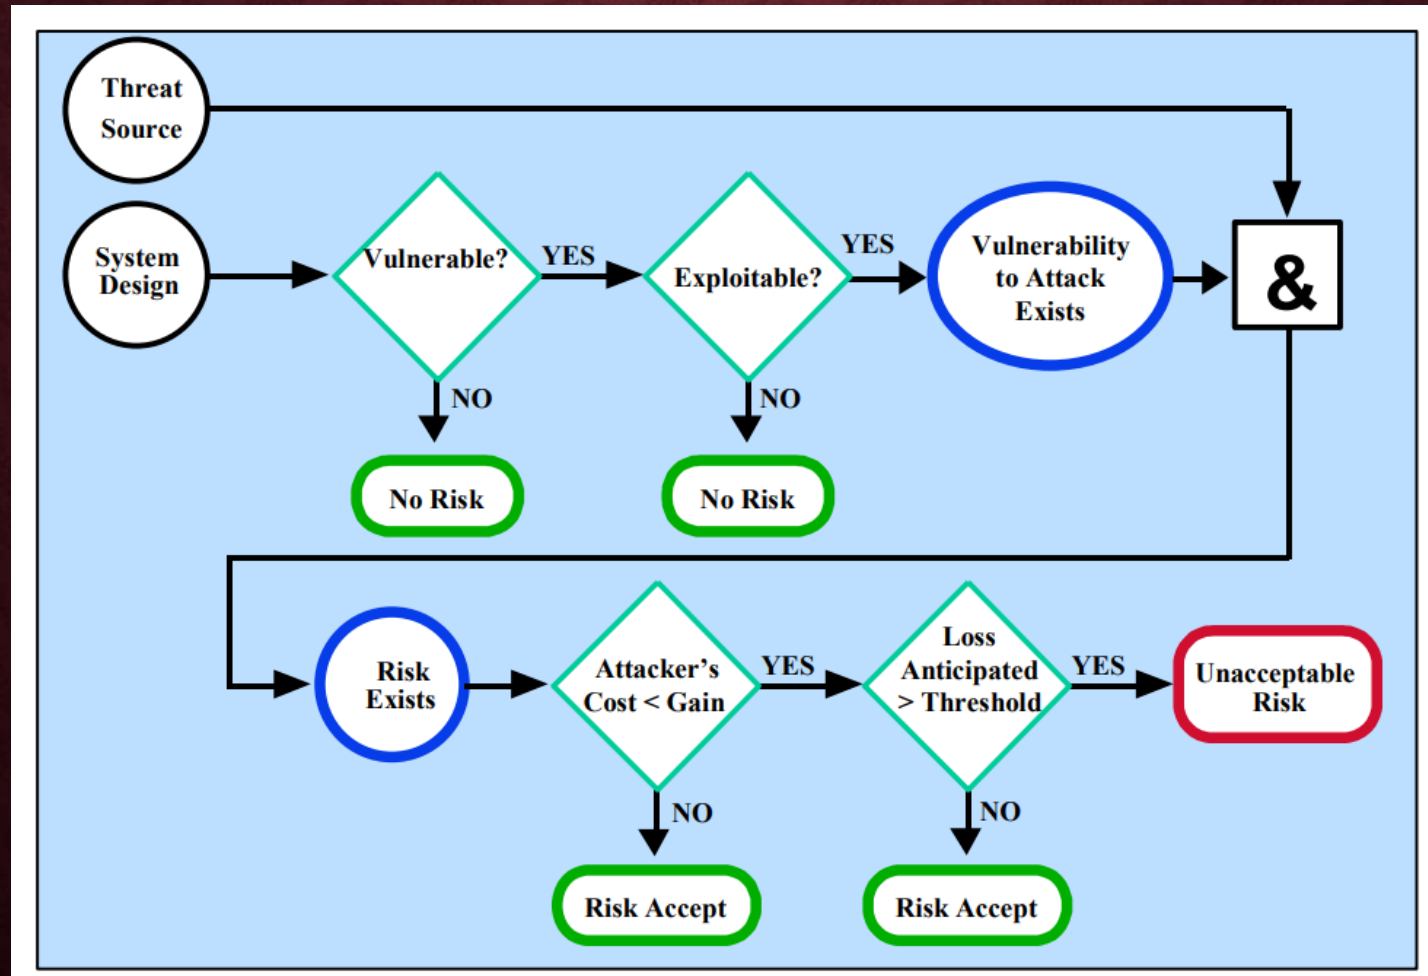 Threat
Source
System
Design
Vulnerable?
YES
Exploitable?
YES
Vulnerability
to Attack
Exists
&
NO
NO
No Risk
No Risk
Risk
Exists
Attacker's
Cost < Gain
YES
Loss
Anticipated
> Threshold
YES
Unacceptable
Risk
NO
NO
Risk Accept
Risk Accept